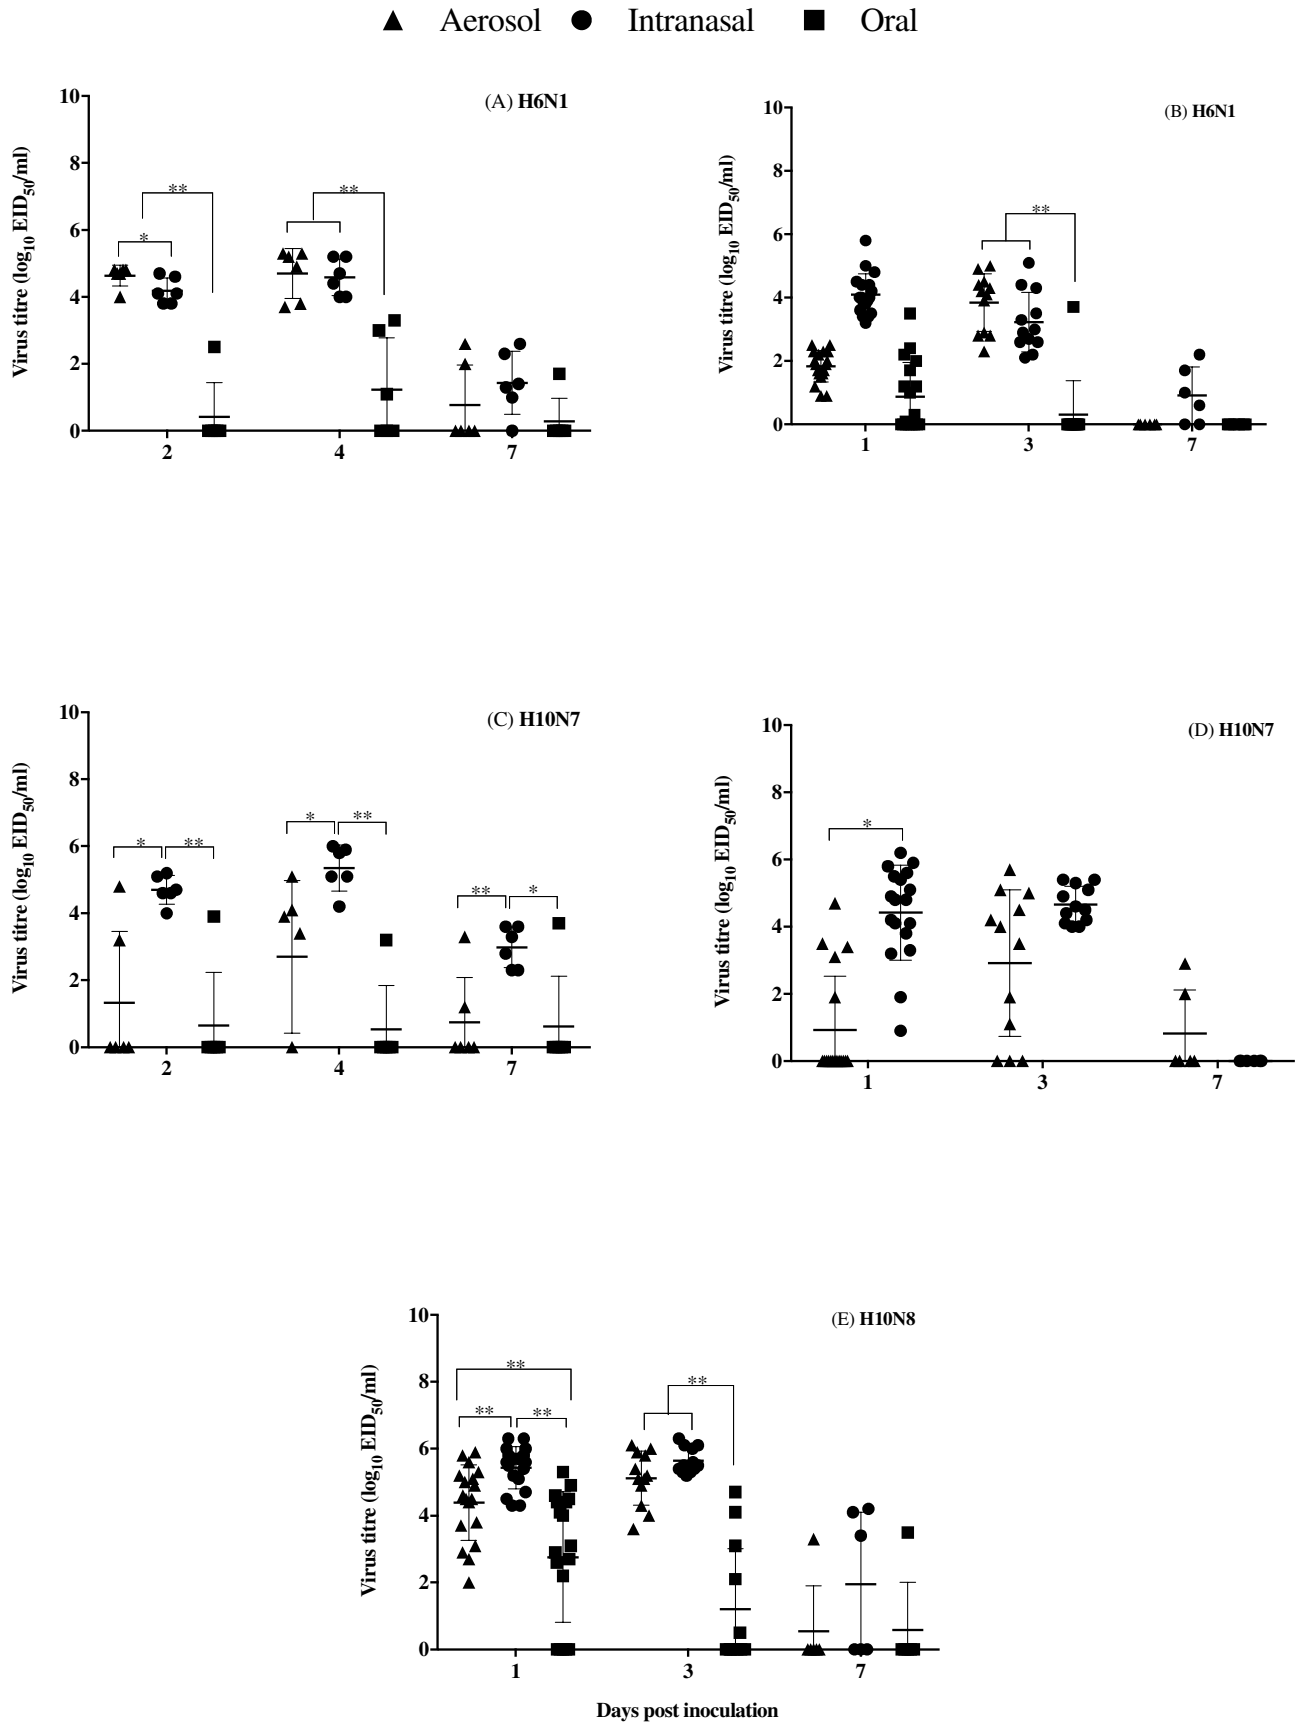 Aerosol Intranasal Oral
(A) H6N1
Virus titre (log10 EID50/ml)
10
8
6
4
2
0
**
*
**
2 4 7
(B) H6N1
Virus titre (log10 EID50/ml)
10
8
6
4
2
0
**
1 3 7
(C) H10N7
Virus titre (log10 EID50/ml)
10
8
6
4
2
0
* **
* **
** *
2 4 7
(D) H10N7
Virus titre (log10 EID50/ml)
10
8
6
4
2
0
*
1 3 7
(E) H10N8
Virus titre (log10 EID50/ml)
10
8
6
4
2
0
**
** **
**
1 3 7
Days post inoculation